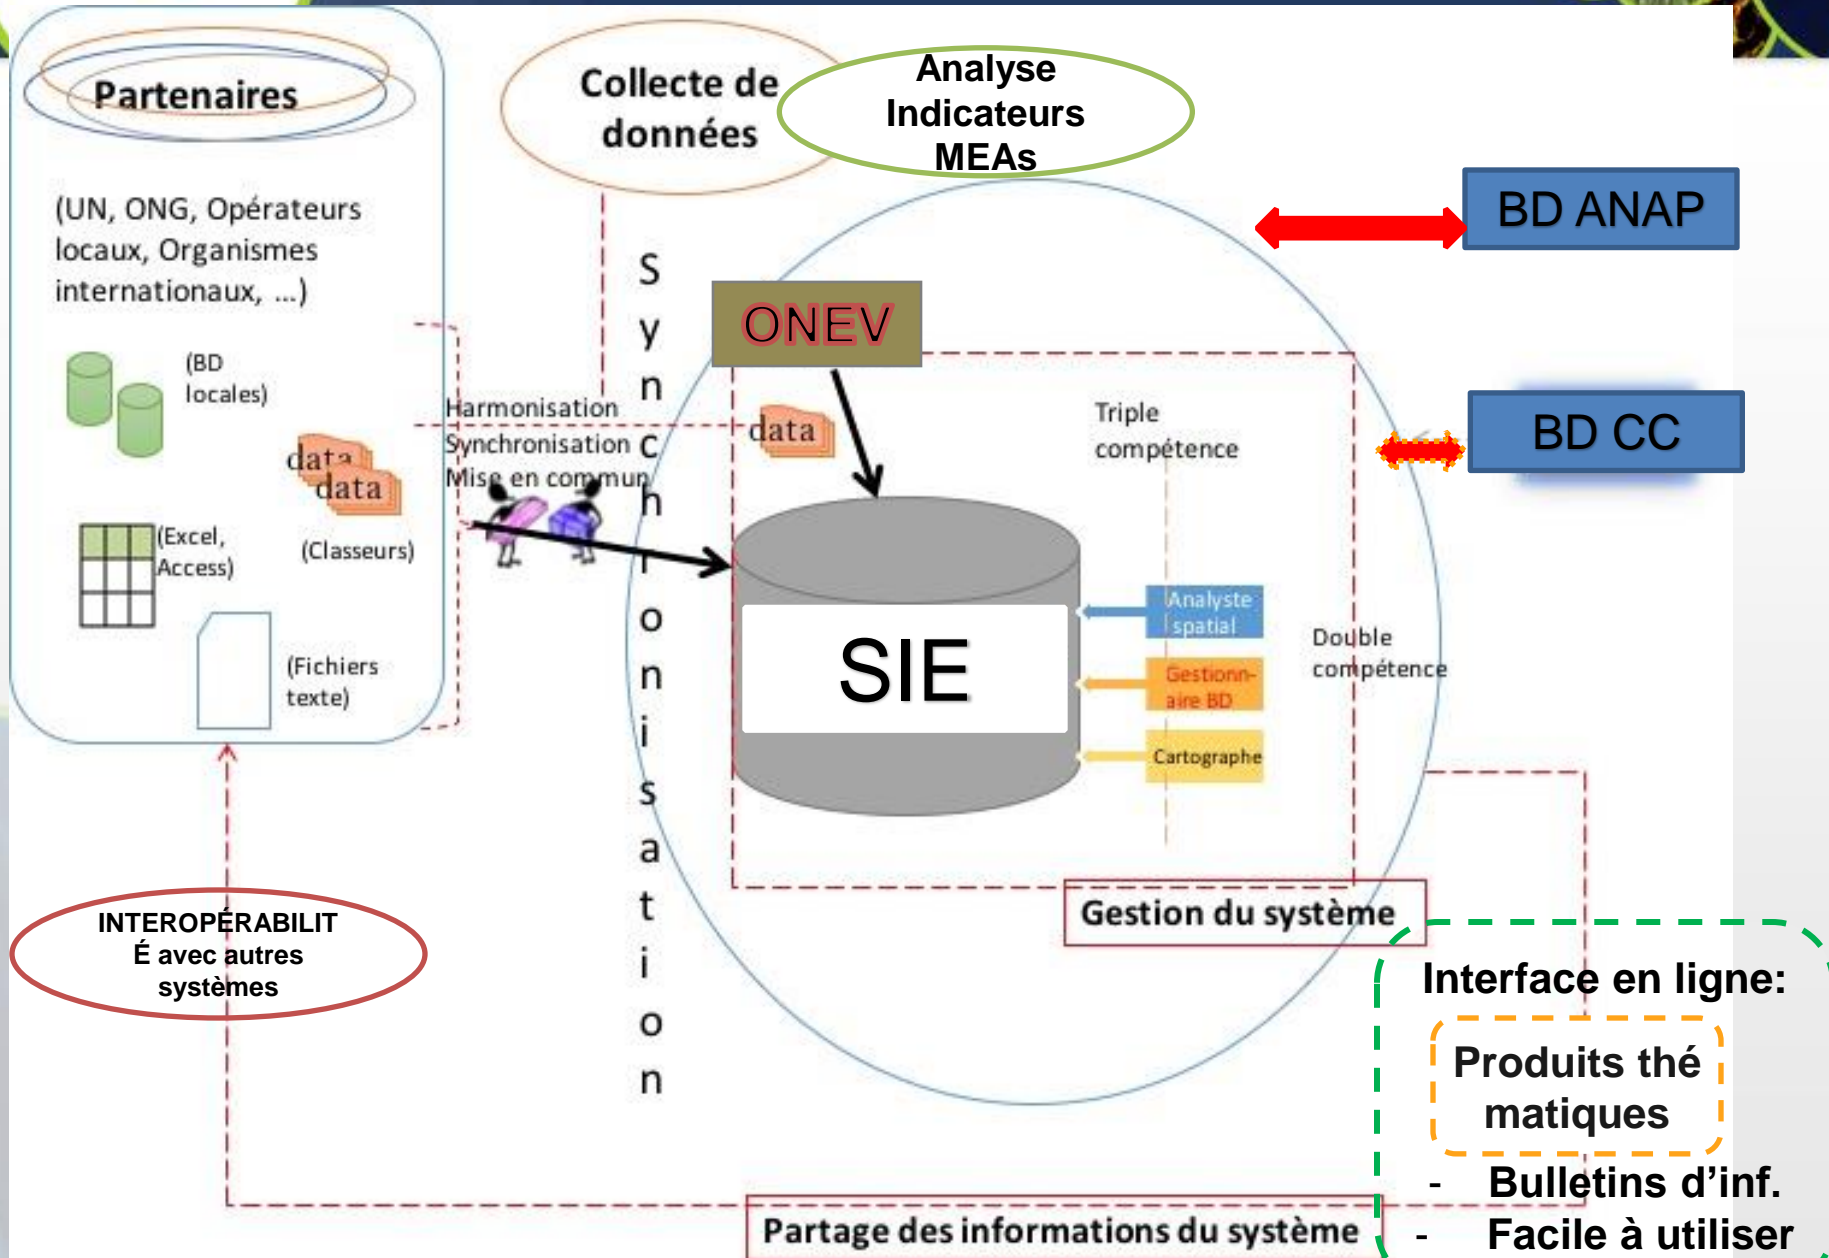 Partenaires
(UN, ONG, Opérateurs
locaux, Organismes
internationaux, ...)
(BD
locales)
data
data
(Classeurs)
(Excel,
Access)
(Fichiers
texte)
Collecte de
données
Analyse
Indicateurs
MEAs
Harmonisation
Synchronisation
Mise en commun
Synchronisation
ONEV
data
SIE
Triple
compétence
Analyste
spatial
Gestionn-
aire BD
Cartographe
Double
compétence
BD ANAP
BD CC
Gestion du système
INTEROPÉRABILIT
É avec autres
systèmes
Interface en ligne:
Produits thé
matiques
- Bulletins d’inf.
- Facile à utiliser
Partage des informations du système